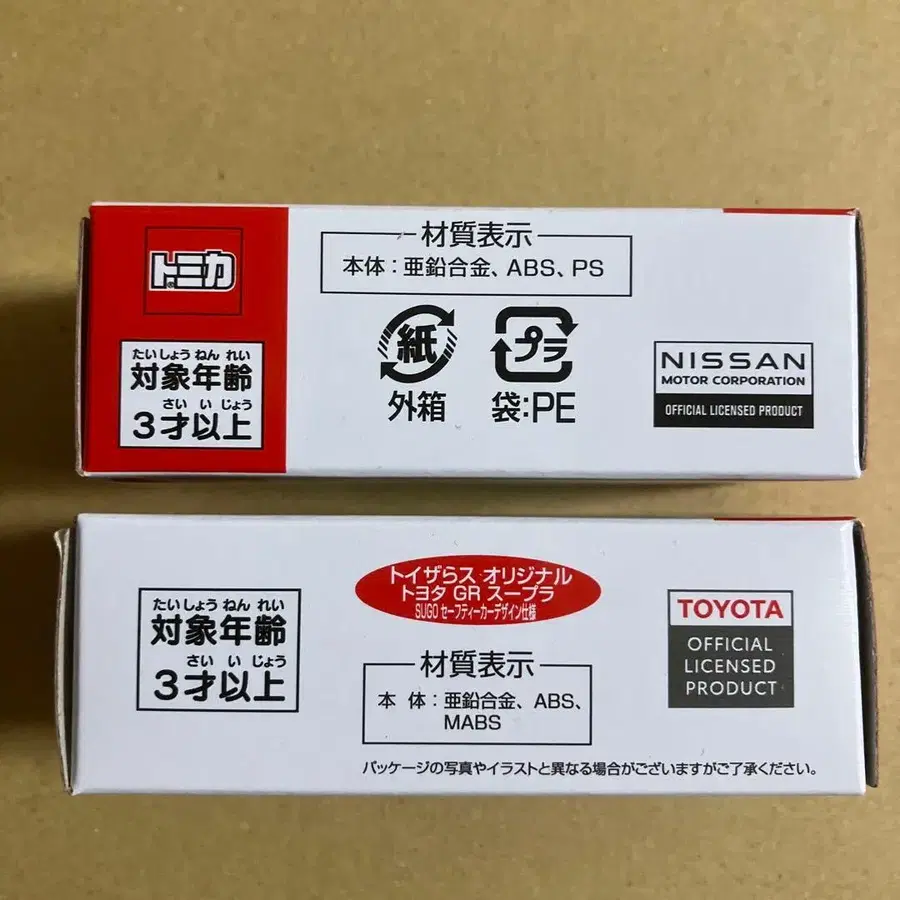 トミカ
®
たいしょう ねん れい
対象年齢
さい い じょう
3才以上
材質表示
本体：亜鉛合金、ABS、PS
紙
外箱
プラ
袋：PE
NISSAN
MOTOR CORPORATION
OFFICIAL LICENSED PRODUCT
たいしょう ねん れい
対象年齢
さい い じょう
3才以上
トイザらス オリジナル
トヨタ GR スープラ
SUGO セーフティーカーデザイン仕様
材質表示
本 体：亜鉛合金、ABS、
MABS
TOYOTA
OFFICIAL
LICENSED
PRODUCT
パッケージの写真やイラストと異なる場合がございますがご了承ください。